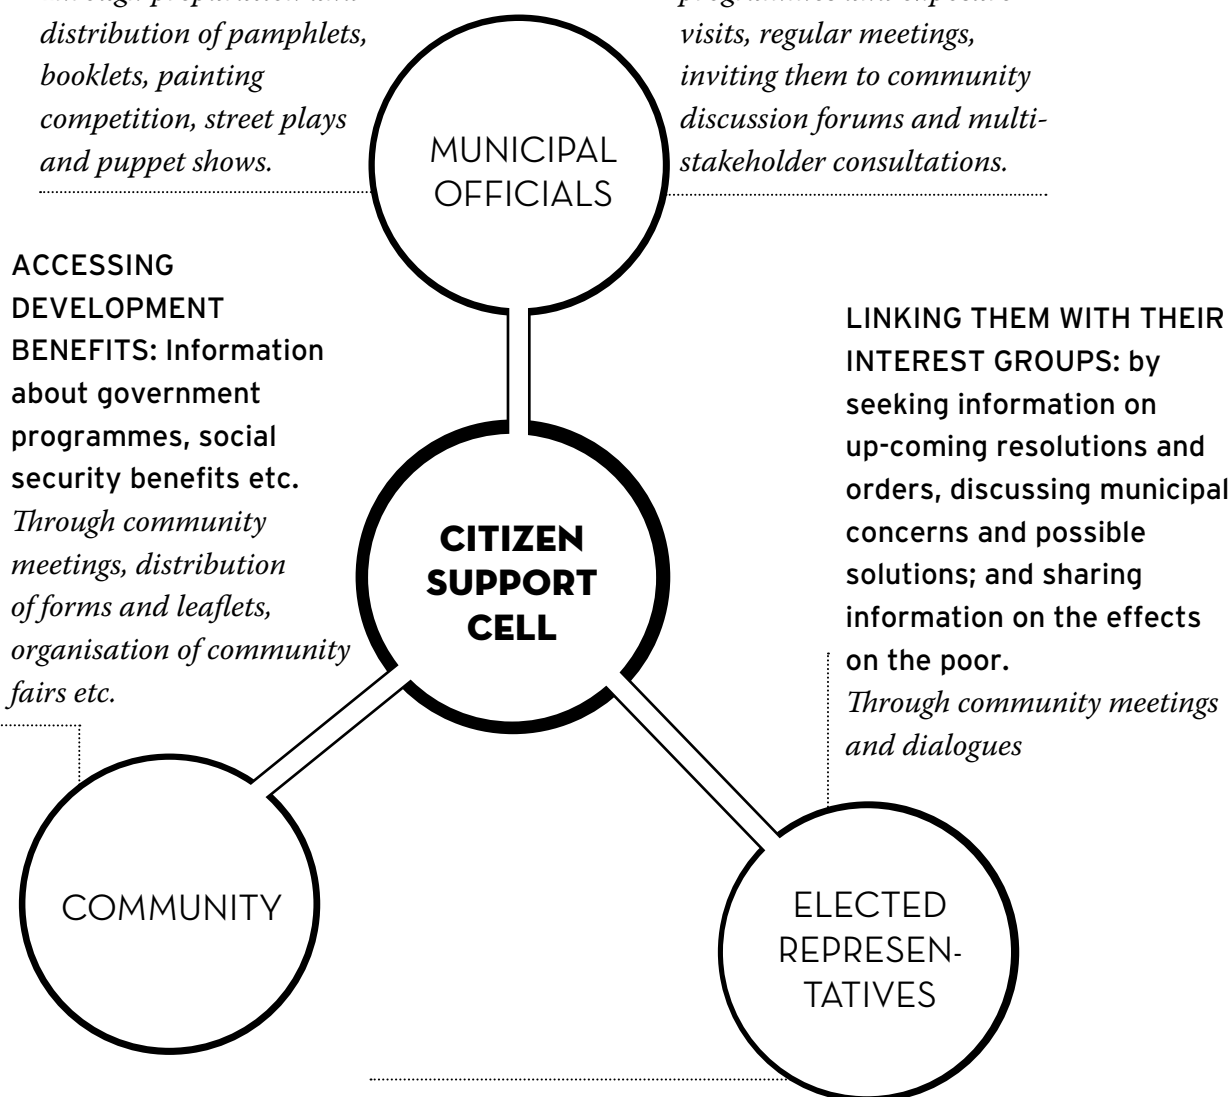 distribution of pamphlets,
booklets, painting
competition, street plays
and puppet shows.
visits, regular meetings,
inviting them to community
discussion forums and multi-
stakeholder consultations.
MUNICIPAL
OFFICIALS
ACCESSING
DEVELOPMENT
BENEFITS: Information
about government
programmes, social
security benefits etc.
Through community
meetings, distribution
of forms and leaflets,
organisation of community
fairs etc.
LINKING THEM WITH THEIR
INTEREST GROUPS: by
seeking information on
up-coming resolutions and
orders, discussing municipal
concerns and possible
solutions; and sharing
information on the effects
on the poor.
Through community meetings
and dialogues
CITIZEN
SUPPORT
CELL
COMMUNITY
ELECTED
REPRESEN-
TATIVES